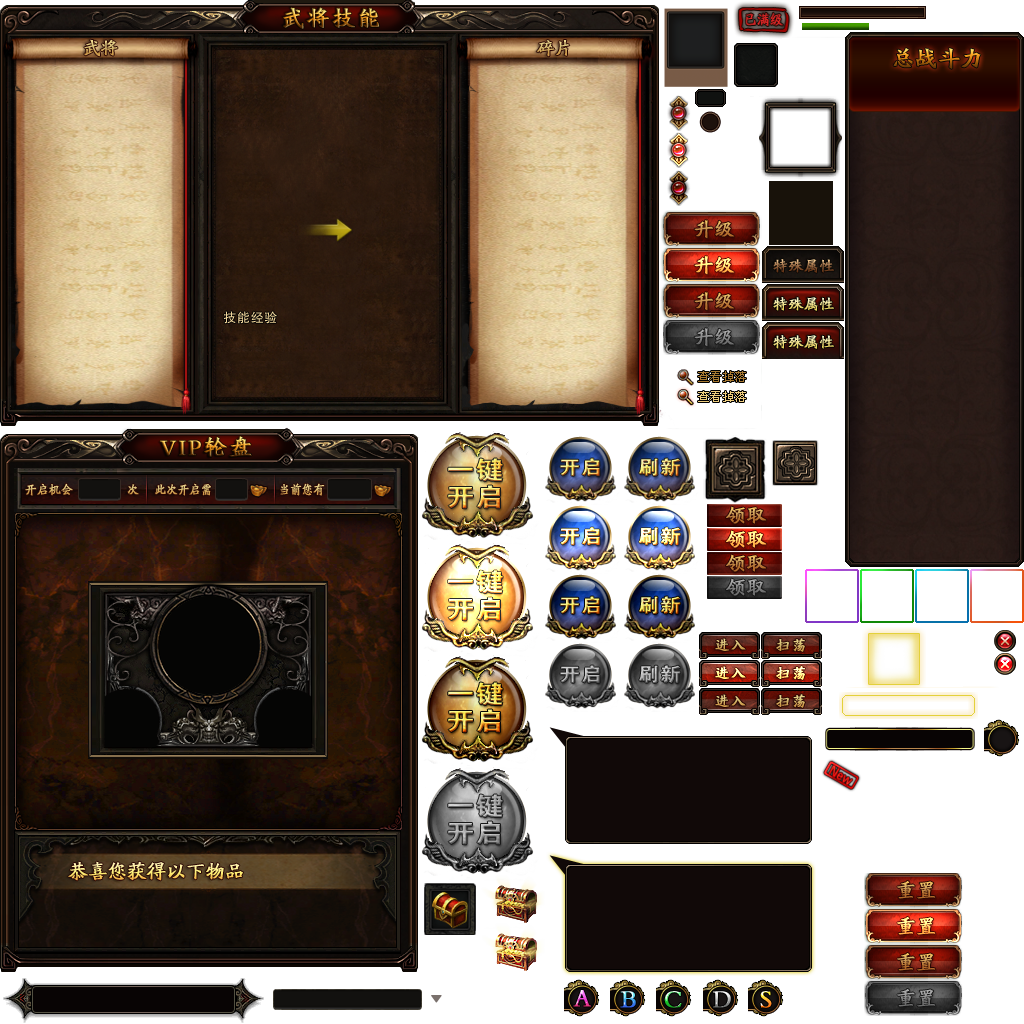 武将技能
武将
碎片
技能经验
已满级
总战斗力
升级
升级
升级
升级
特殊属性
特殊属性
特殊属性
查看掉落
查看掉落
VIP轮盘
开启机会 次 此次开启需 当前您有
恭喜您获得以下物品
一键
开启
一键
开启
一键
开启
一键
开启
开启 刷新
开启 刷新
开启 刷新
开启 刷新
领取
领取
领取
领取
进入 扫荡
进入 扫荡
进入 扫荡
New
重置
重置
重置
重置
A B C D S